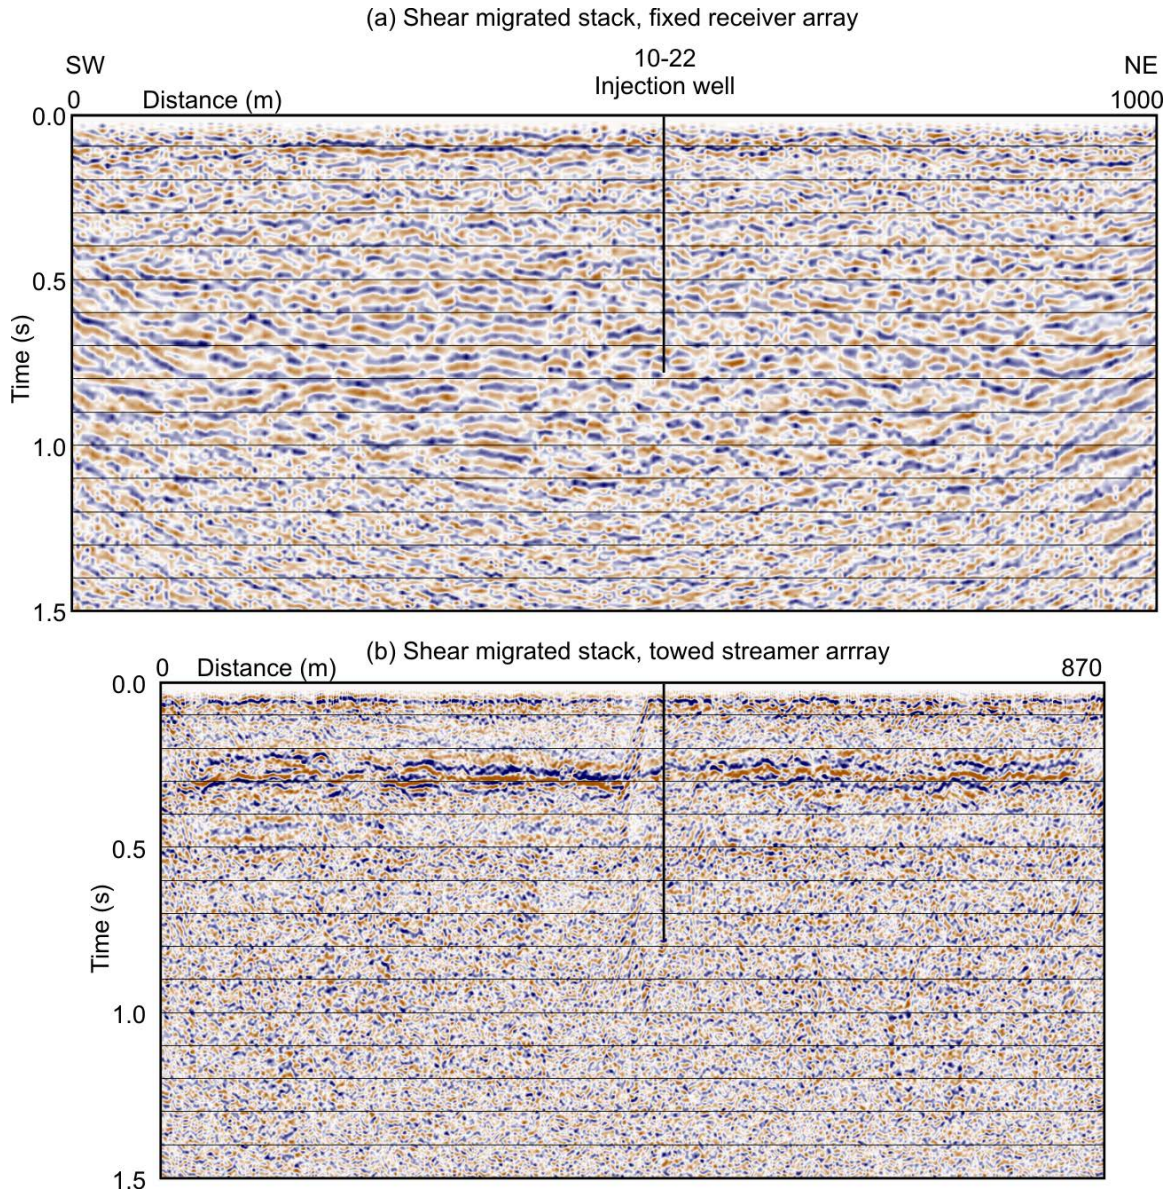 (a) Shear migrated stack, fixed receiver array
SW
10-22
NE
Injection well
0 Distance (m) 1000
0.0
0.5
Time (s)
1.0
1.5
(b) Shear migrated stack, towed streamer arrray
0 Distance (m) 870
0.0
0.5
Time (s)
1.0
1.5